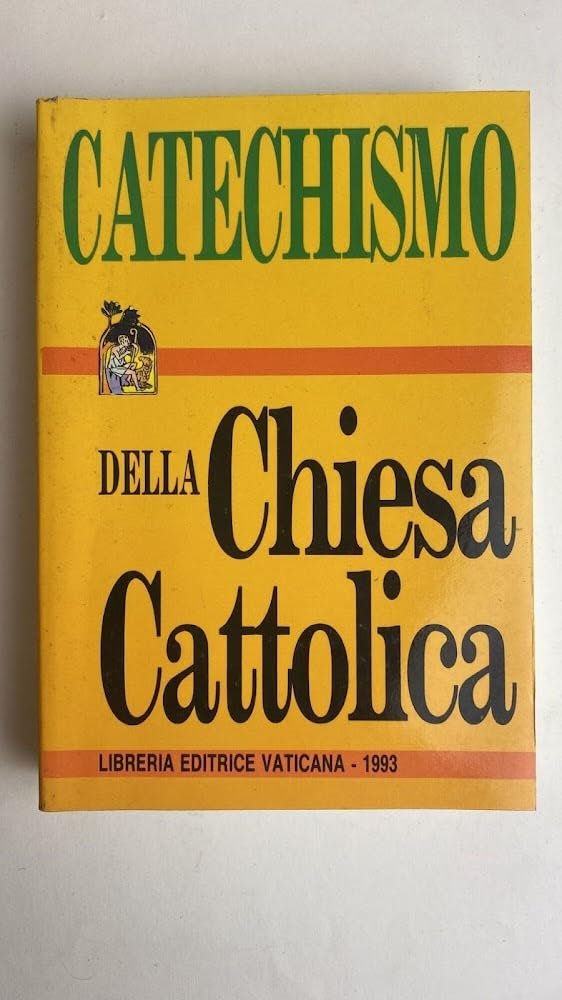 CATECHISMO
DELLA Chiesa
Cattolica
LIBRERIA EDITRICE VATICANA - 1993